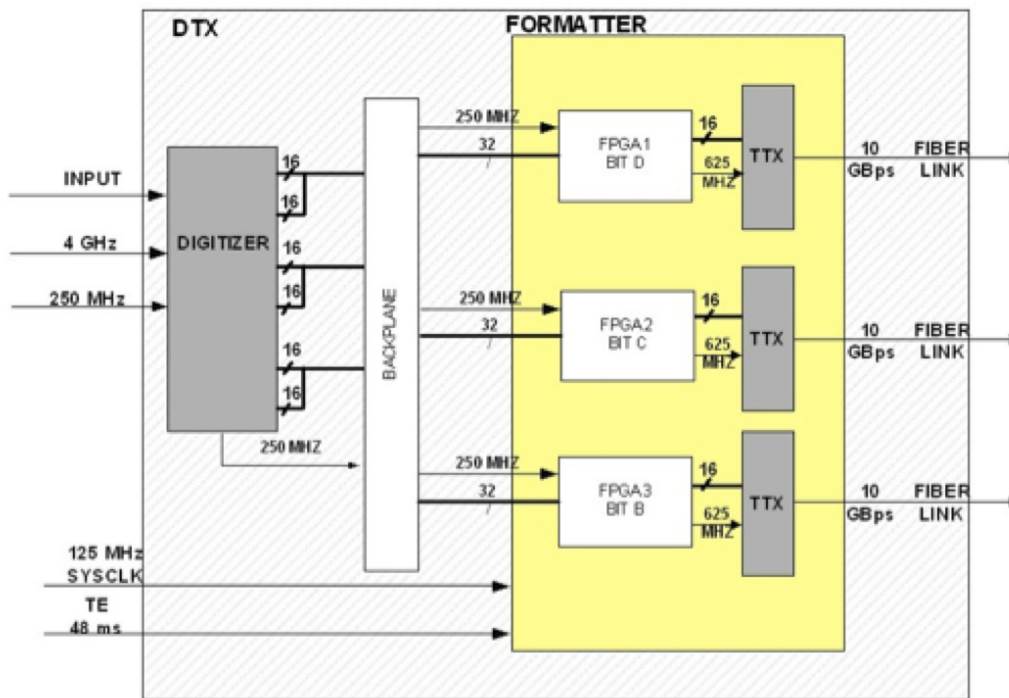 DTX
FORMATTER
INPUT
4 GHz
250 MHz
DIGITIZER
16
16
16
16
16
16
250 MHZ
BACKPLANE
250 MHZ
32
FPGA1
BIT D
16
625
MHZ
TTX
10
GBps
FIBER
LINK
250 MHZ
32
FPGA2
BIT C
16
625
MHZ
TTX
10
GBps
FIBER
LINK
250 MHZ
32
FPGA3
BIT B
16
625
MHZ
TTX
10
GBps
FIBER
LINK
125 MHz
SYSCLK
TE
48 ms